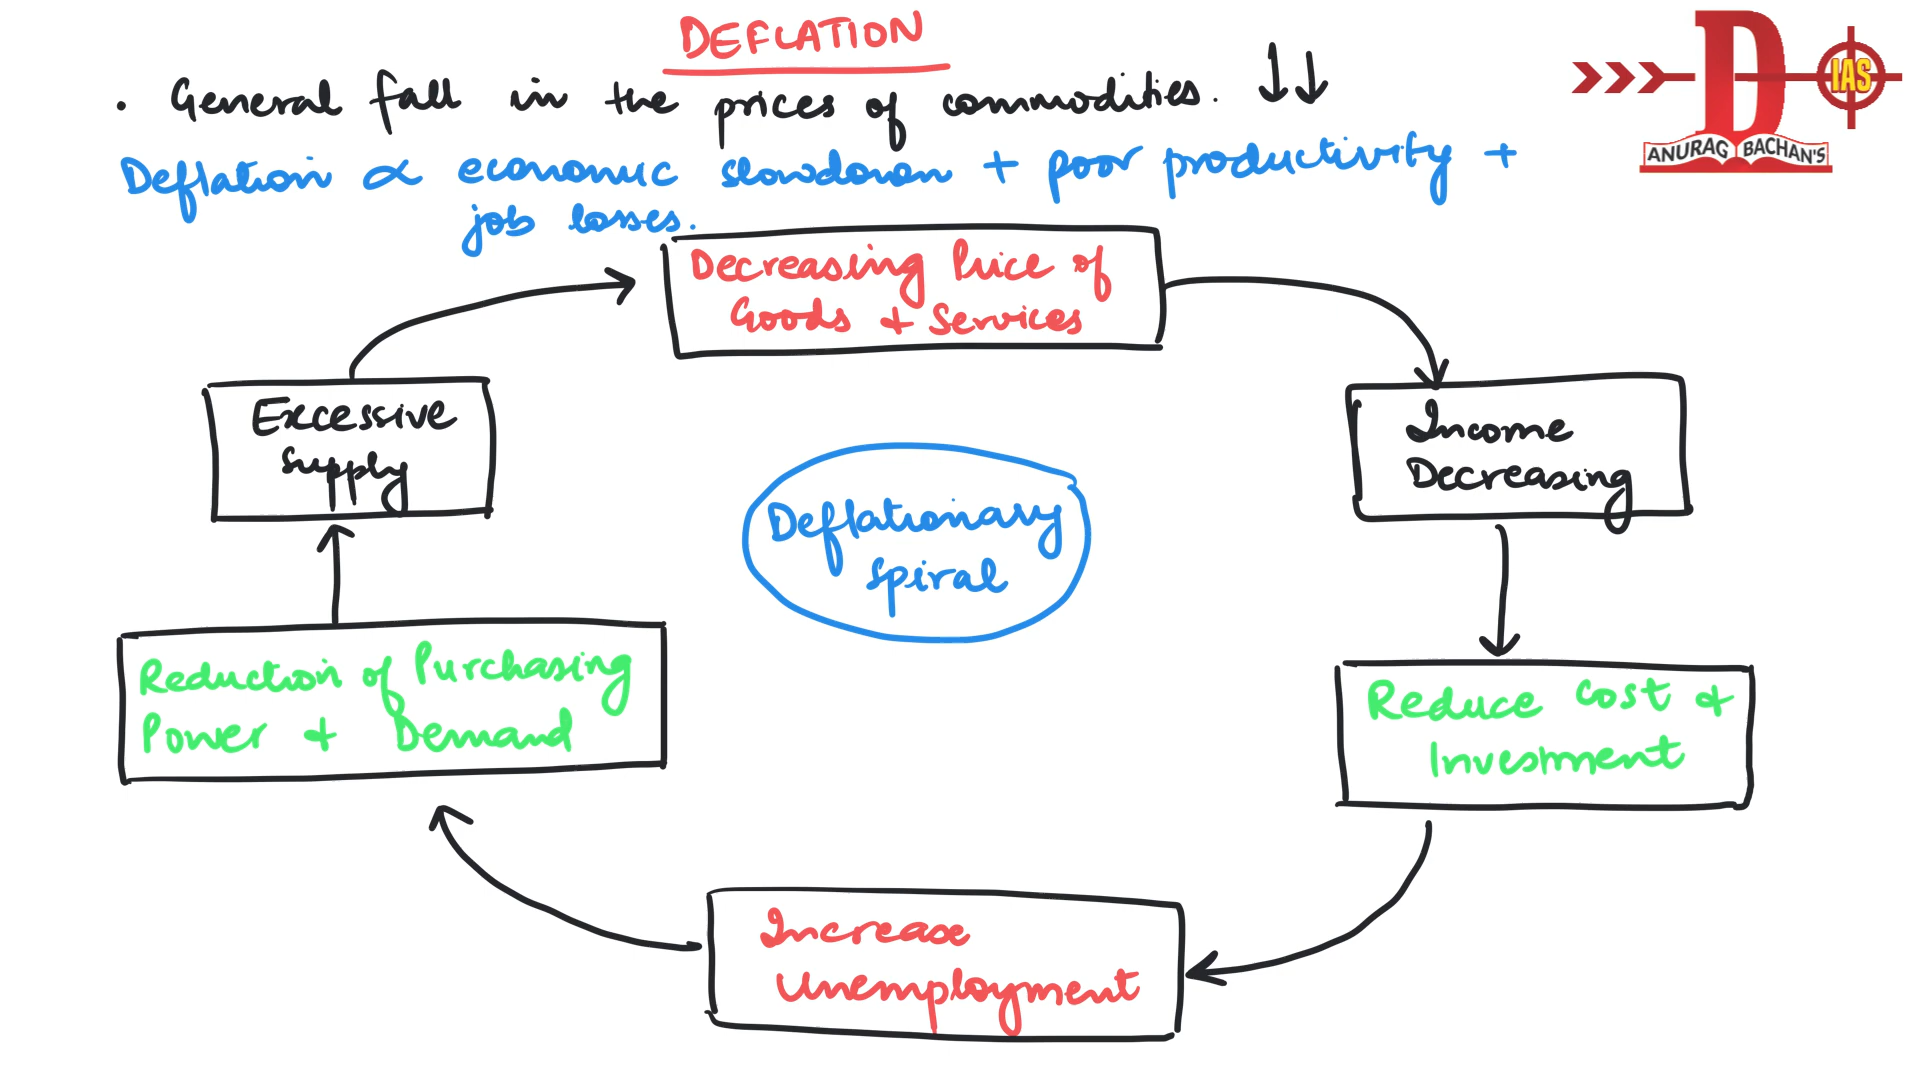 DEFLATION
. General fall in the prices of commodities. ↓↓
Deflation ∝ economic slowdown + poor productivity +
job losses.
IAS
ANURAG BACHAN'S
Decreasing Price of
Goods & Services
Excessive
Supply
Income
Decreasing
Deflationary
Spiral
Reduction of Purchasing
Power & Demand
Reduce Cost &
Investment
Increase
Unemployment